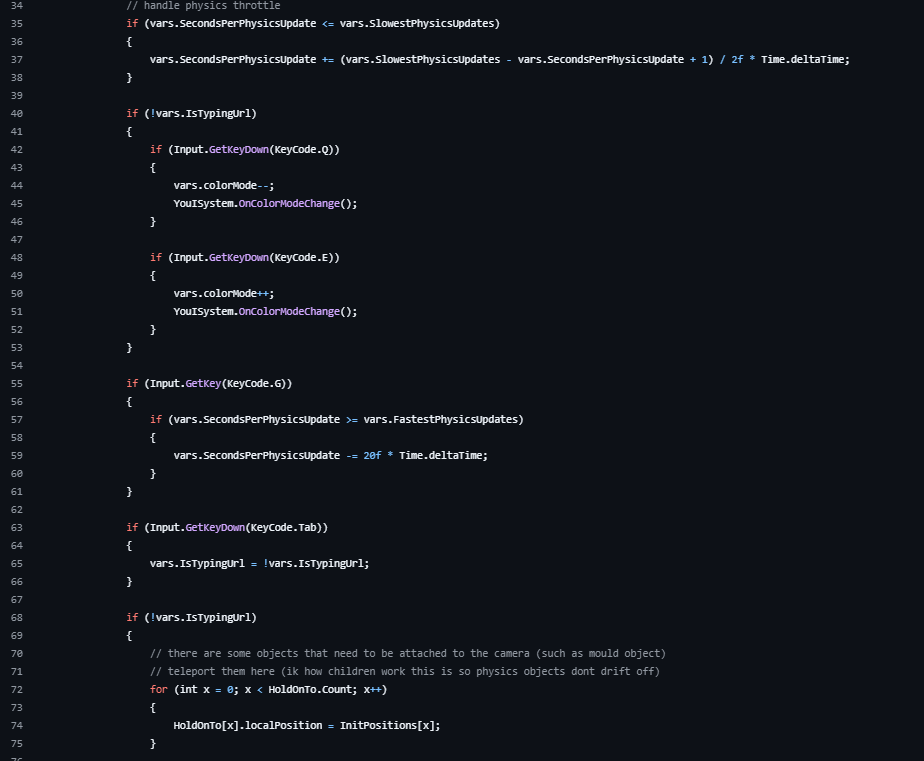 34 // handle physics throttle
35 if (vars.SecondsPerPhysicsUpdate <= vars.SlowestPhysicsUpdates)
36 {
37 vars.SecondsPerPhysicsUpdate += (vars.SlowestPhysicsUpdates - vars.SecondsPerPhysicsUpdate + 1) / 2f * Time.deltaTime;
38 }
39
40 if (!vars.IsTypingUrl)
41 {
42 if (Input.GetKeyDown(KeyCode.Q))
43 {
44 vars.colorMode--;
45 YouISystem.OnColorModeChange();
46 }
47
48 if (Input.GetKeyDown(KeyCode.E))
49 {
50 vars.colorMode++;
51 YouISystem.OnColorModeChange();
52 }
53 }
54
55 if (Input.GetKey(KeyCode.G))
56 {
57 if (vars.SecondsPerPhysicsUpdate >= vars.FastestPhysicsUpdates)
58 {
59 vars.SecondsPerPhysicsUpdate -= 20f * Time.deltaTime;
60 }
61 }
62
63 if (Input.GetKeyDown(KeyCode.Tab))
64 {
65 vars.IsTypingUrl = !vars.IsTypingUrl;
66 }
67
68 if (!vars.IsTypingUrl)
69 {
70 // there are some objects that need to be attached to the camera (such as mould object)
71 // teleport them here (ik how children work this is so physics objects dont drift off)
72 for (int x = 0; x < HoldOnTo.Count; x++)
73 {
74 HoldOnTo[x].localPosition = InitPositions[x];
75 }